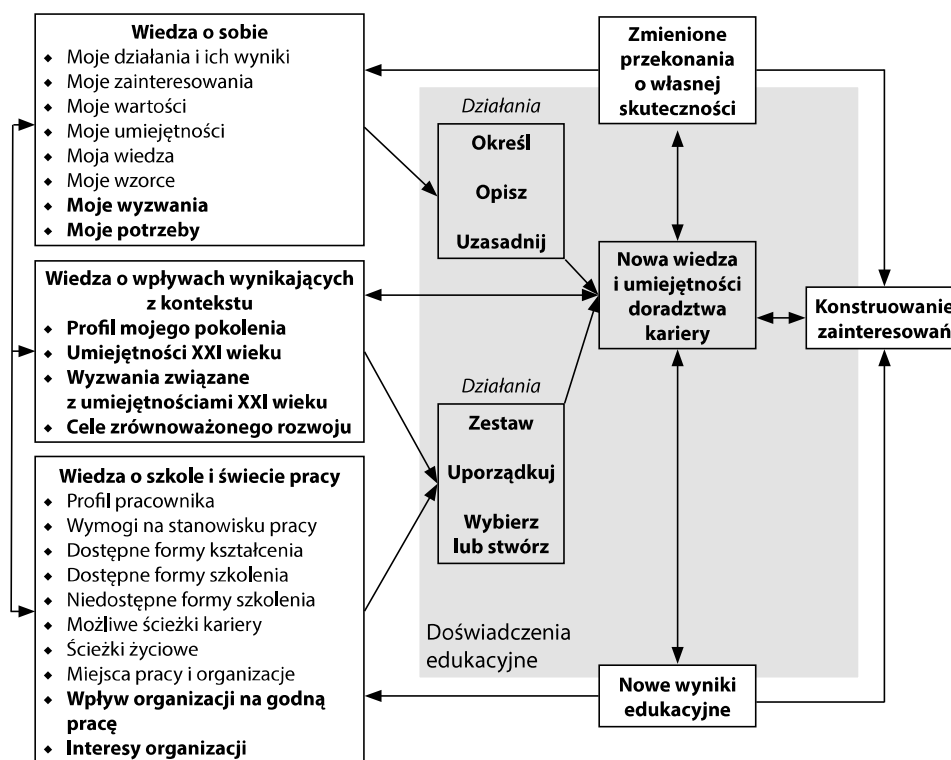 Wiedza o sobie
Moje działania i ich wyniki
Moje zainteresowania
Moje wartości
Moje umiejętności
Moja wiedza
Moje wzorce
Moje wyzwania
Moje potrzeby
Wiedza o wpływach wynikających
z kontekstu
Profil mojego pokolenia
Umiejętności XXI wieku
Wyzwania związane
z umiejętnościami XXI wieku
Cele zrównoważonego rozwoju
Wiedza o szkole i świecie pracy
Profil pracownika
Wymogi na stanowisku pracy
Dostępne formy kształcenia
Dostępne formy szkolenia
Niedostępne formy szkolenia
Możliwe ścieżki kariery
Ścieżki życiowe
Miejsca pracy i organizacje
Wpływ organizacji na godną
pracę
Interesy organizacji
Działania
Określ
Opisz
Uzasadnij
Działania
Zestaw
Uporządkuj
Wybierz
lub stwórz
Doświadczenia
edukacyjne
Zmienione
przekonania
o własnej
skuteczności
Nowa wiedza
i umiejętności
doradztwa
kariery
Nowe wyniki
edukacyjne
Konstruowanie
zainteresowań